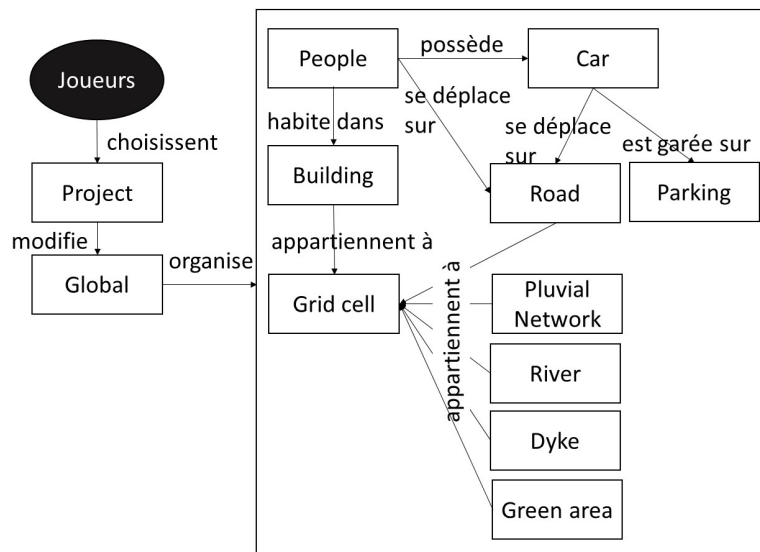 Joueurs
choisissent
Project
modifie
Global
organise
People
possède
Car
se déplace
sur
habite dans
se déplace
sur
est garée sur
Building
Road
Parking
appartiennent à
Grid cell
appartiennent à
Pluvial
Network
River
Dyke
Green area